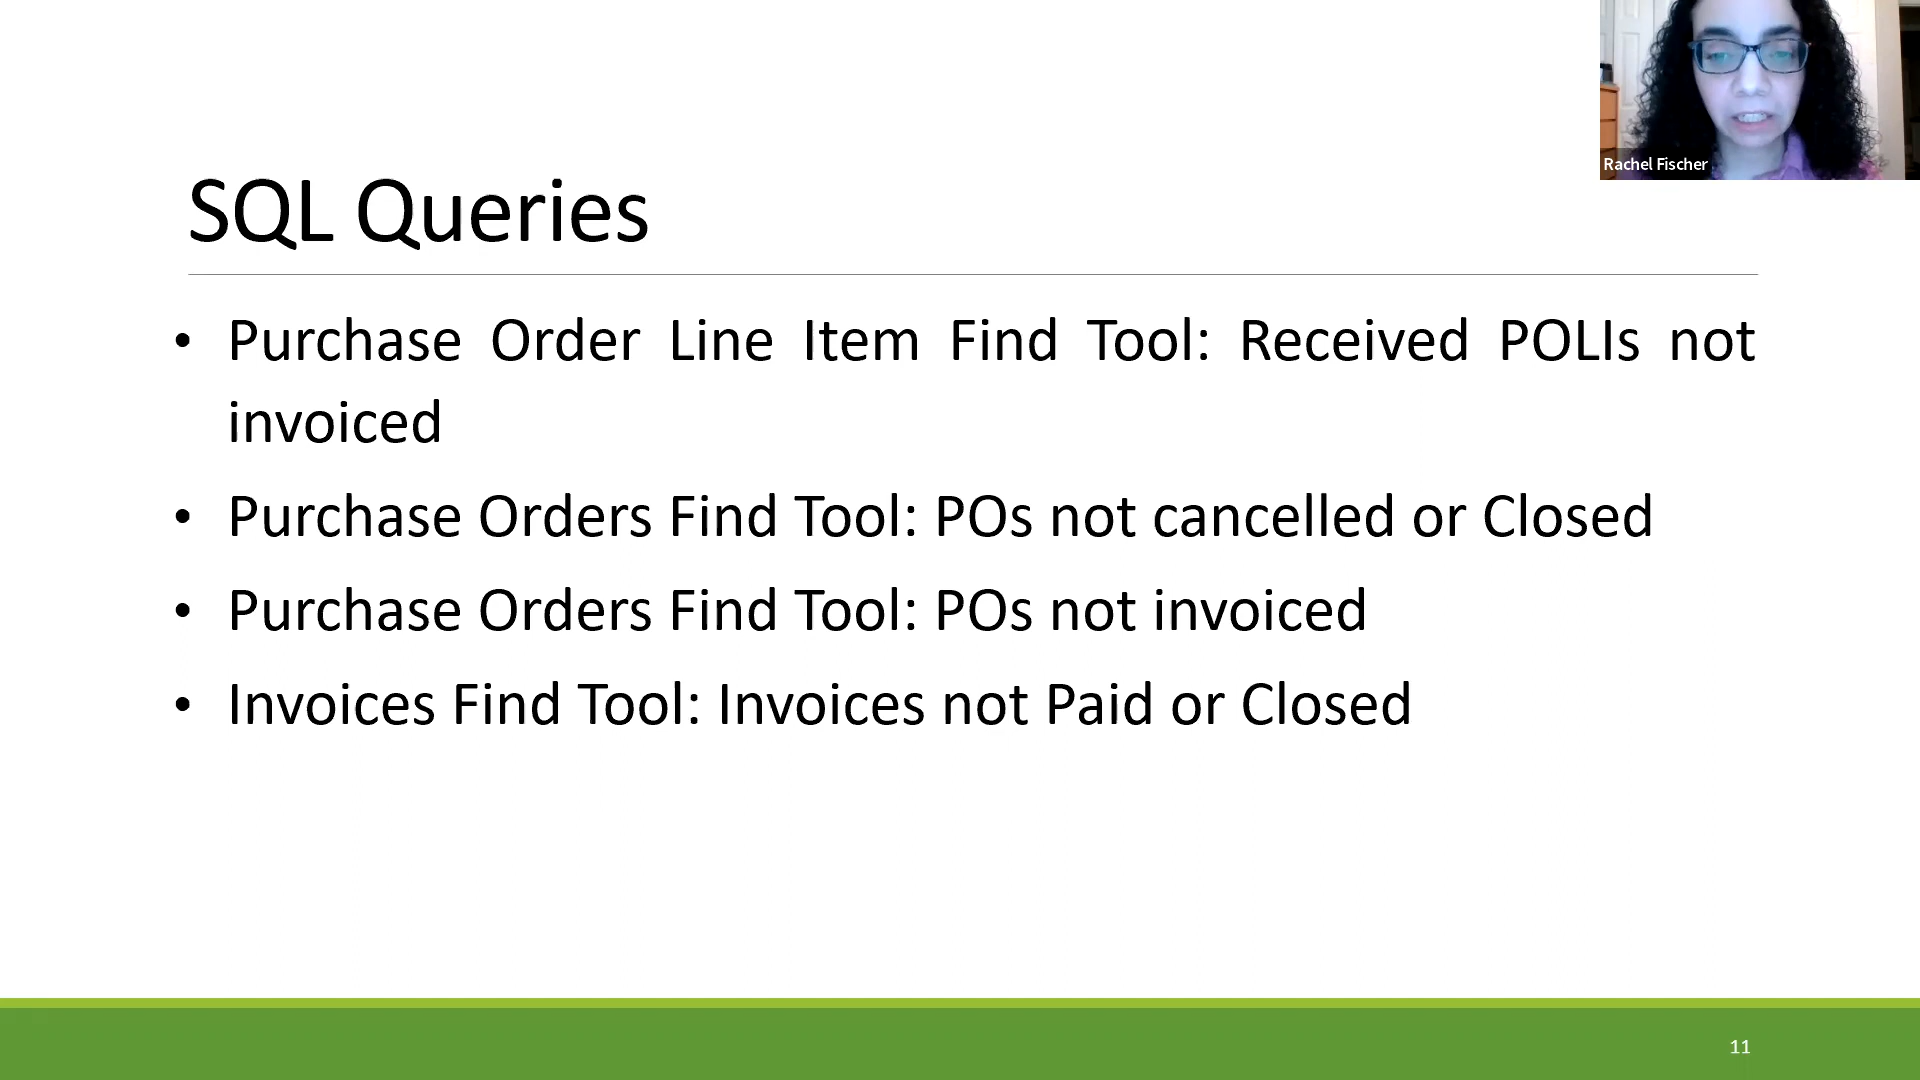 Rachel Fischer
SQL Queries
• Purchase Order Line Item Find Tool: Received POLIs not
invoiced
• Purchase Orders Find Tool: POs not cancelled or Closed
• Purchase Orders Find Tool: POs not invoiced
• Invoices Find Tool: Invoices not Paid or Closed
11